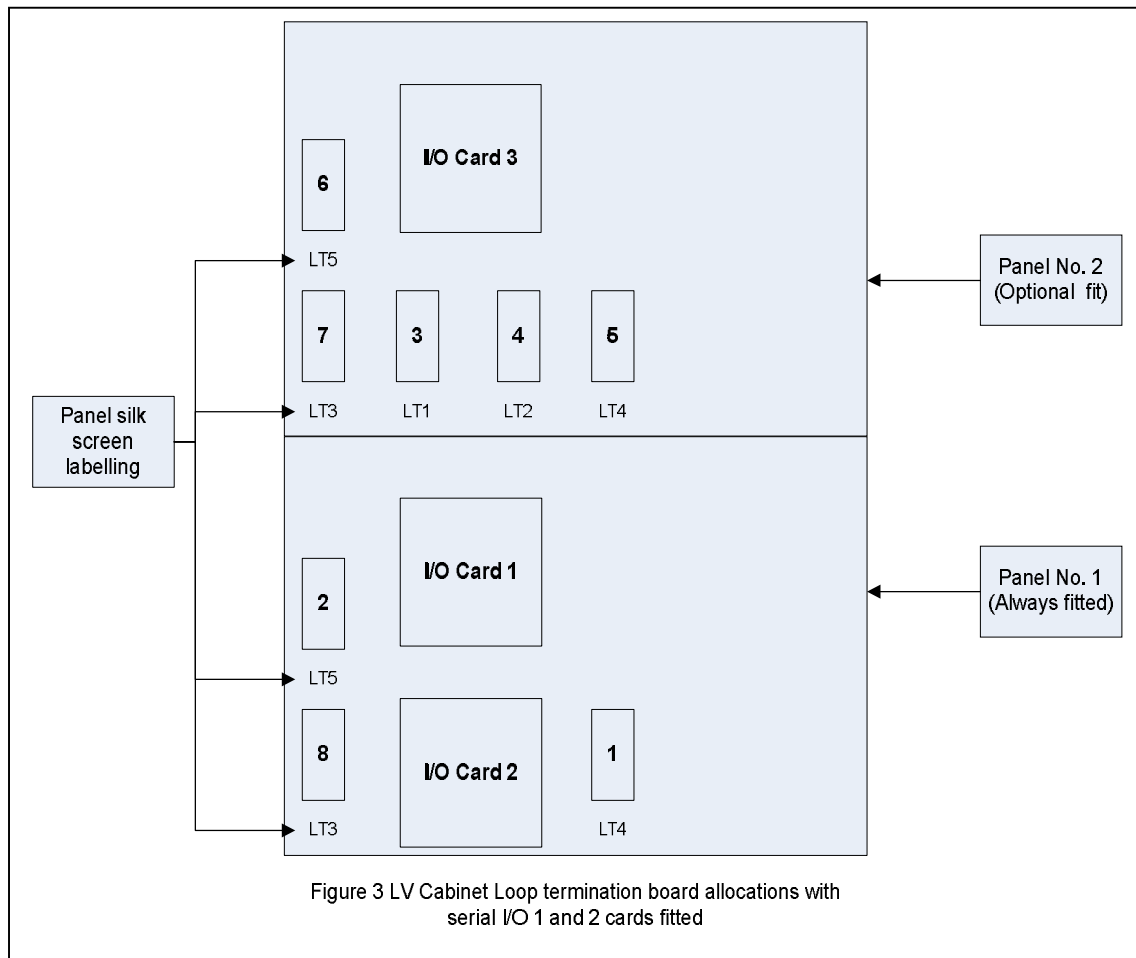 I/O Card 3
6
LT5
Panel No. 2
(Optional fit)
7
3
4
5
LT3
LT1
LT2
LT4
Panel silk
screen
labelling
I/O Card 1
2
LT5
Panel No. 1
(Always fitted)
8
I/O Card 2
1
LT3
LT4
Figure 3 LV Cabinet Loop termination board allocations with
serial I/O 1 and 2 cards fitted